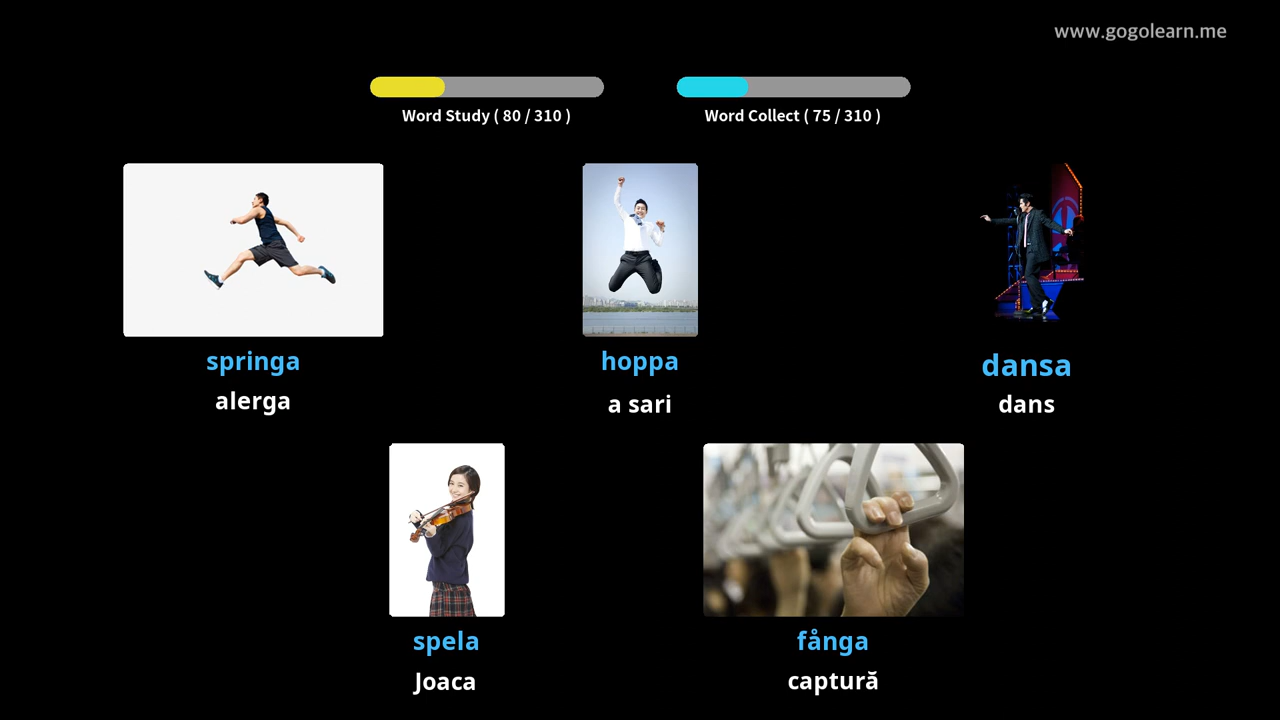 www.gogolearn.me
Word Study ( 80 / 310 )
Word Collect ( 75 / 310 )
springa
hoppa
dansa
alerga
a sari
dans
spela
fånga
Joaca
captură